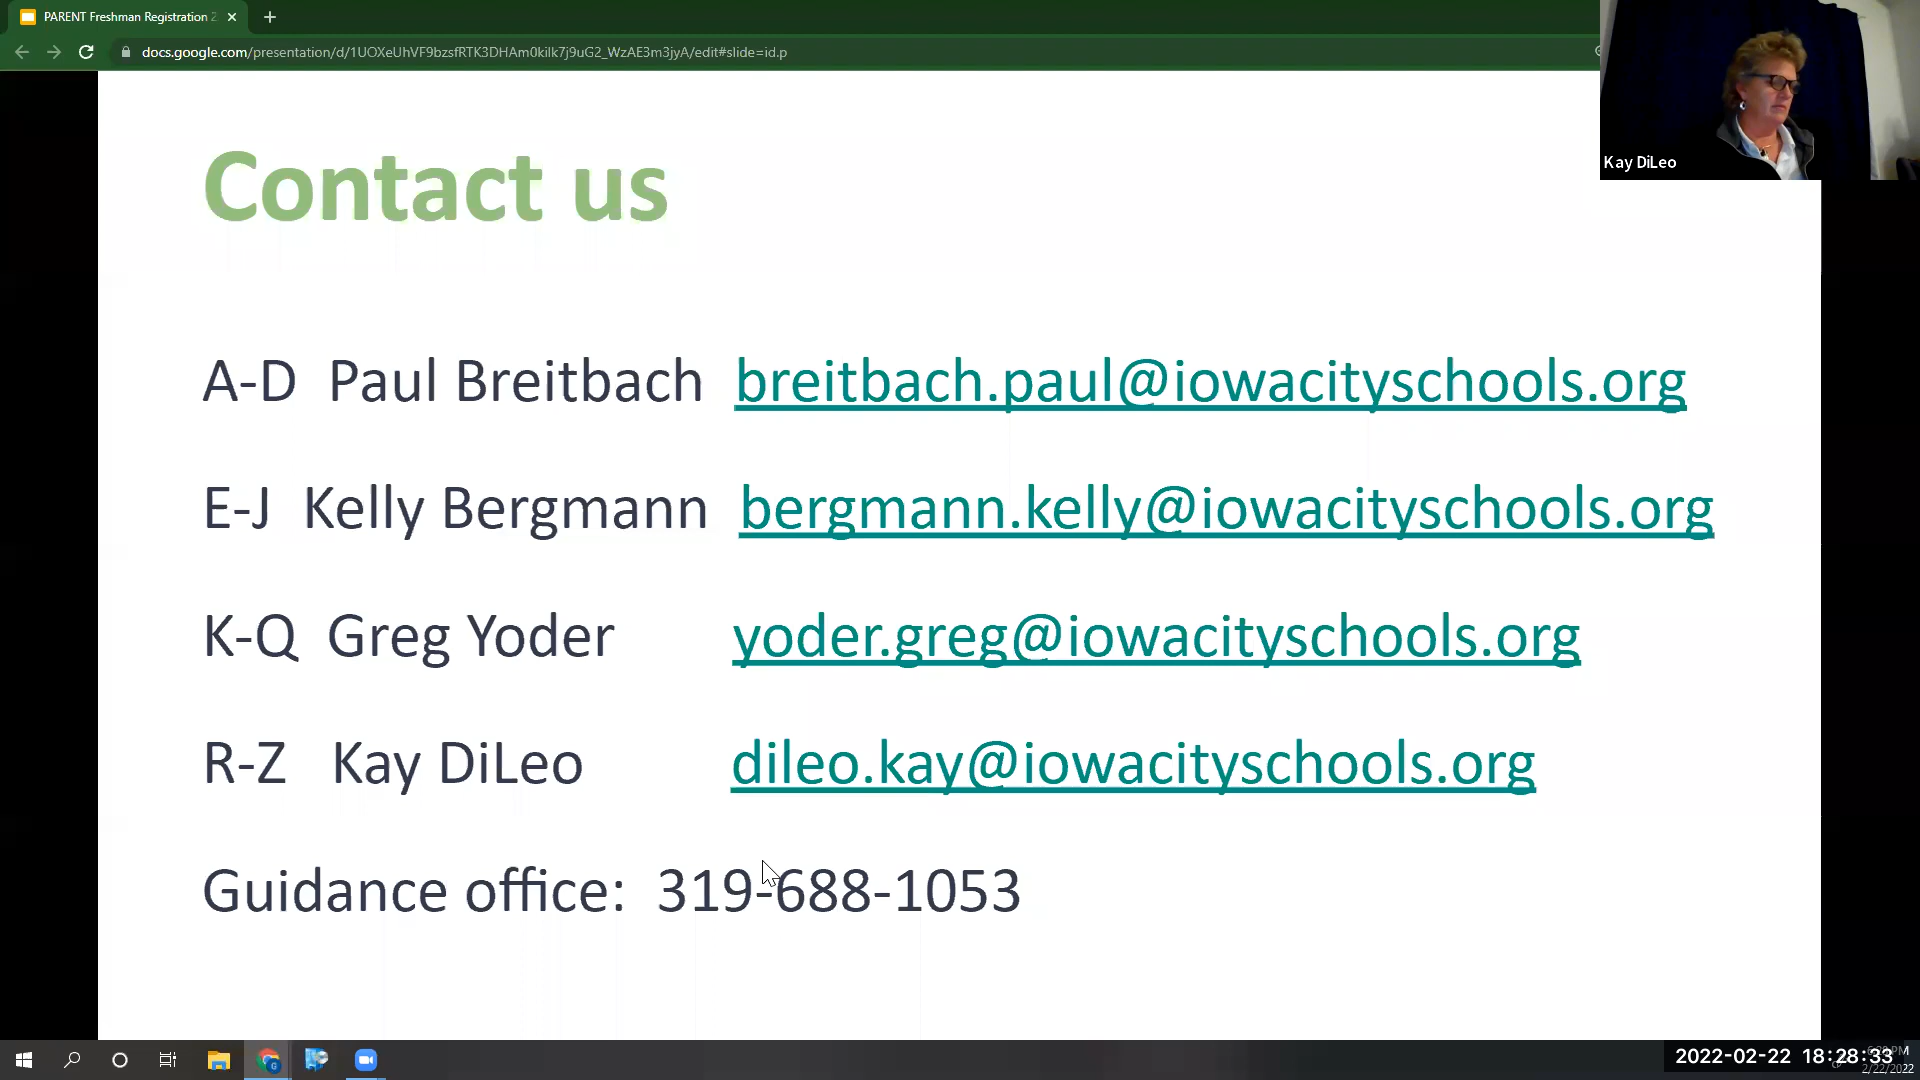 PARENT Freshman Registration 2
docs.google.com/presentation/d/1UOXeUhVF9bzsfRTK3DHAm0kilk7j9uG2_WzAE3m3jyA/edit#slide=id.p
Kay DiLeo
Contact us
A-D Paul Breitbach breitbach.paul@iowacityschools.org
E-J Kelly Bergmann bergmann.kelly@iowacityschools.org
K-Q Greg Yoder yoder.greg@iowacityschools.org
R-Z Kay DiLeo dileo.kay@iowacityschools.org
Guidance office: 319-688-1053
2022-02-22 18:28:33
2/22/2022